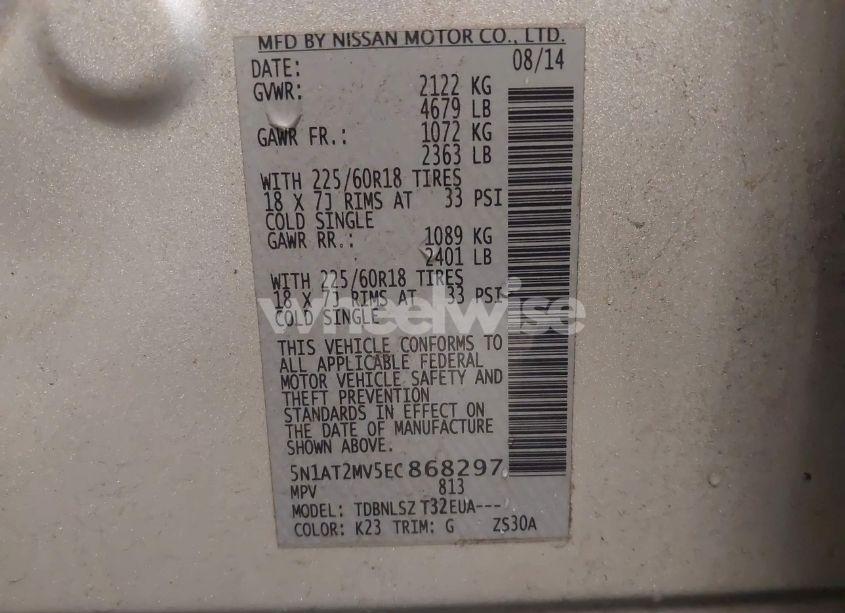 MFD BY NISSAN MOTOR CO., LTD.
DATE: 08/14
GVWR: 2122 KG
4679 LB
GAWR FR.: 1072 KG
2363 LB
WITH 225/60R18 TIRES
18 X 7J RIMS AT 33 PSI
COLD SINGLE
GAWR RR.: 1089 KG
2401 LB
WITH 225/60R18 TIRES
18 X 7J RIMS AT 33 PSI
COLD SINGLE
wheelwise
THIS VEHICLE CONFORMS TO
ALL APPLICABLE FEDERAL
MOTOR VEHICLE SAFETY AND
THEFT PREVENTION
STANDARDS IN EFFECT ON
THE DATE OF MANUFACTURE
SHOWN ABOVE.
5N1AT2MV5EC868297
MPV 813
MODEL: TDBNLSZ T32EUA---
COLOR: K23 TRIM: G ZS30A